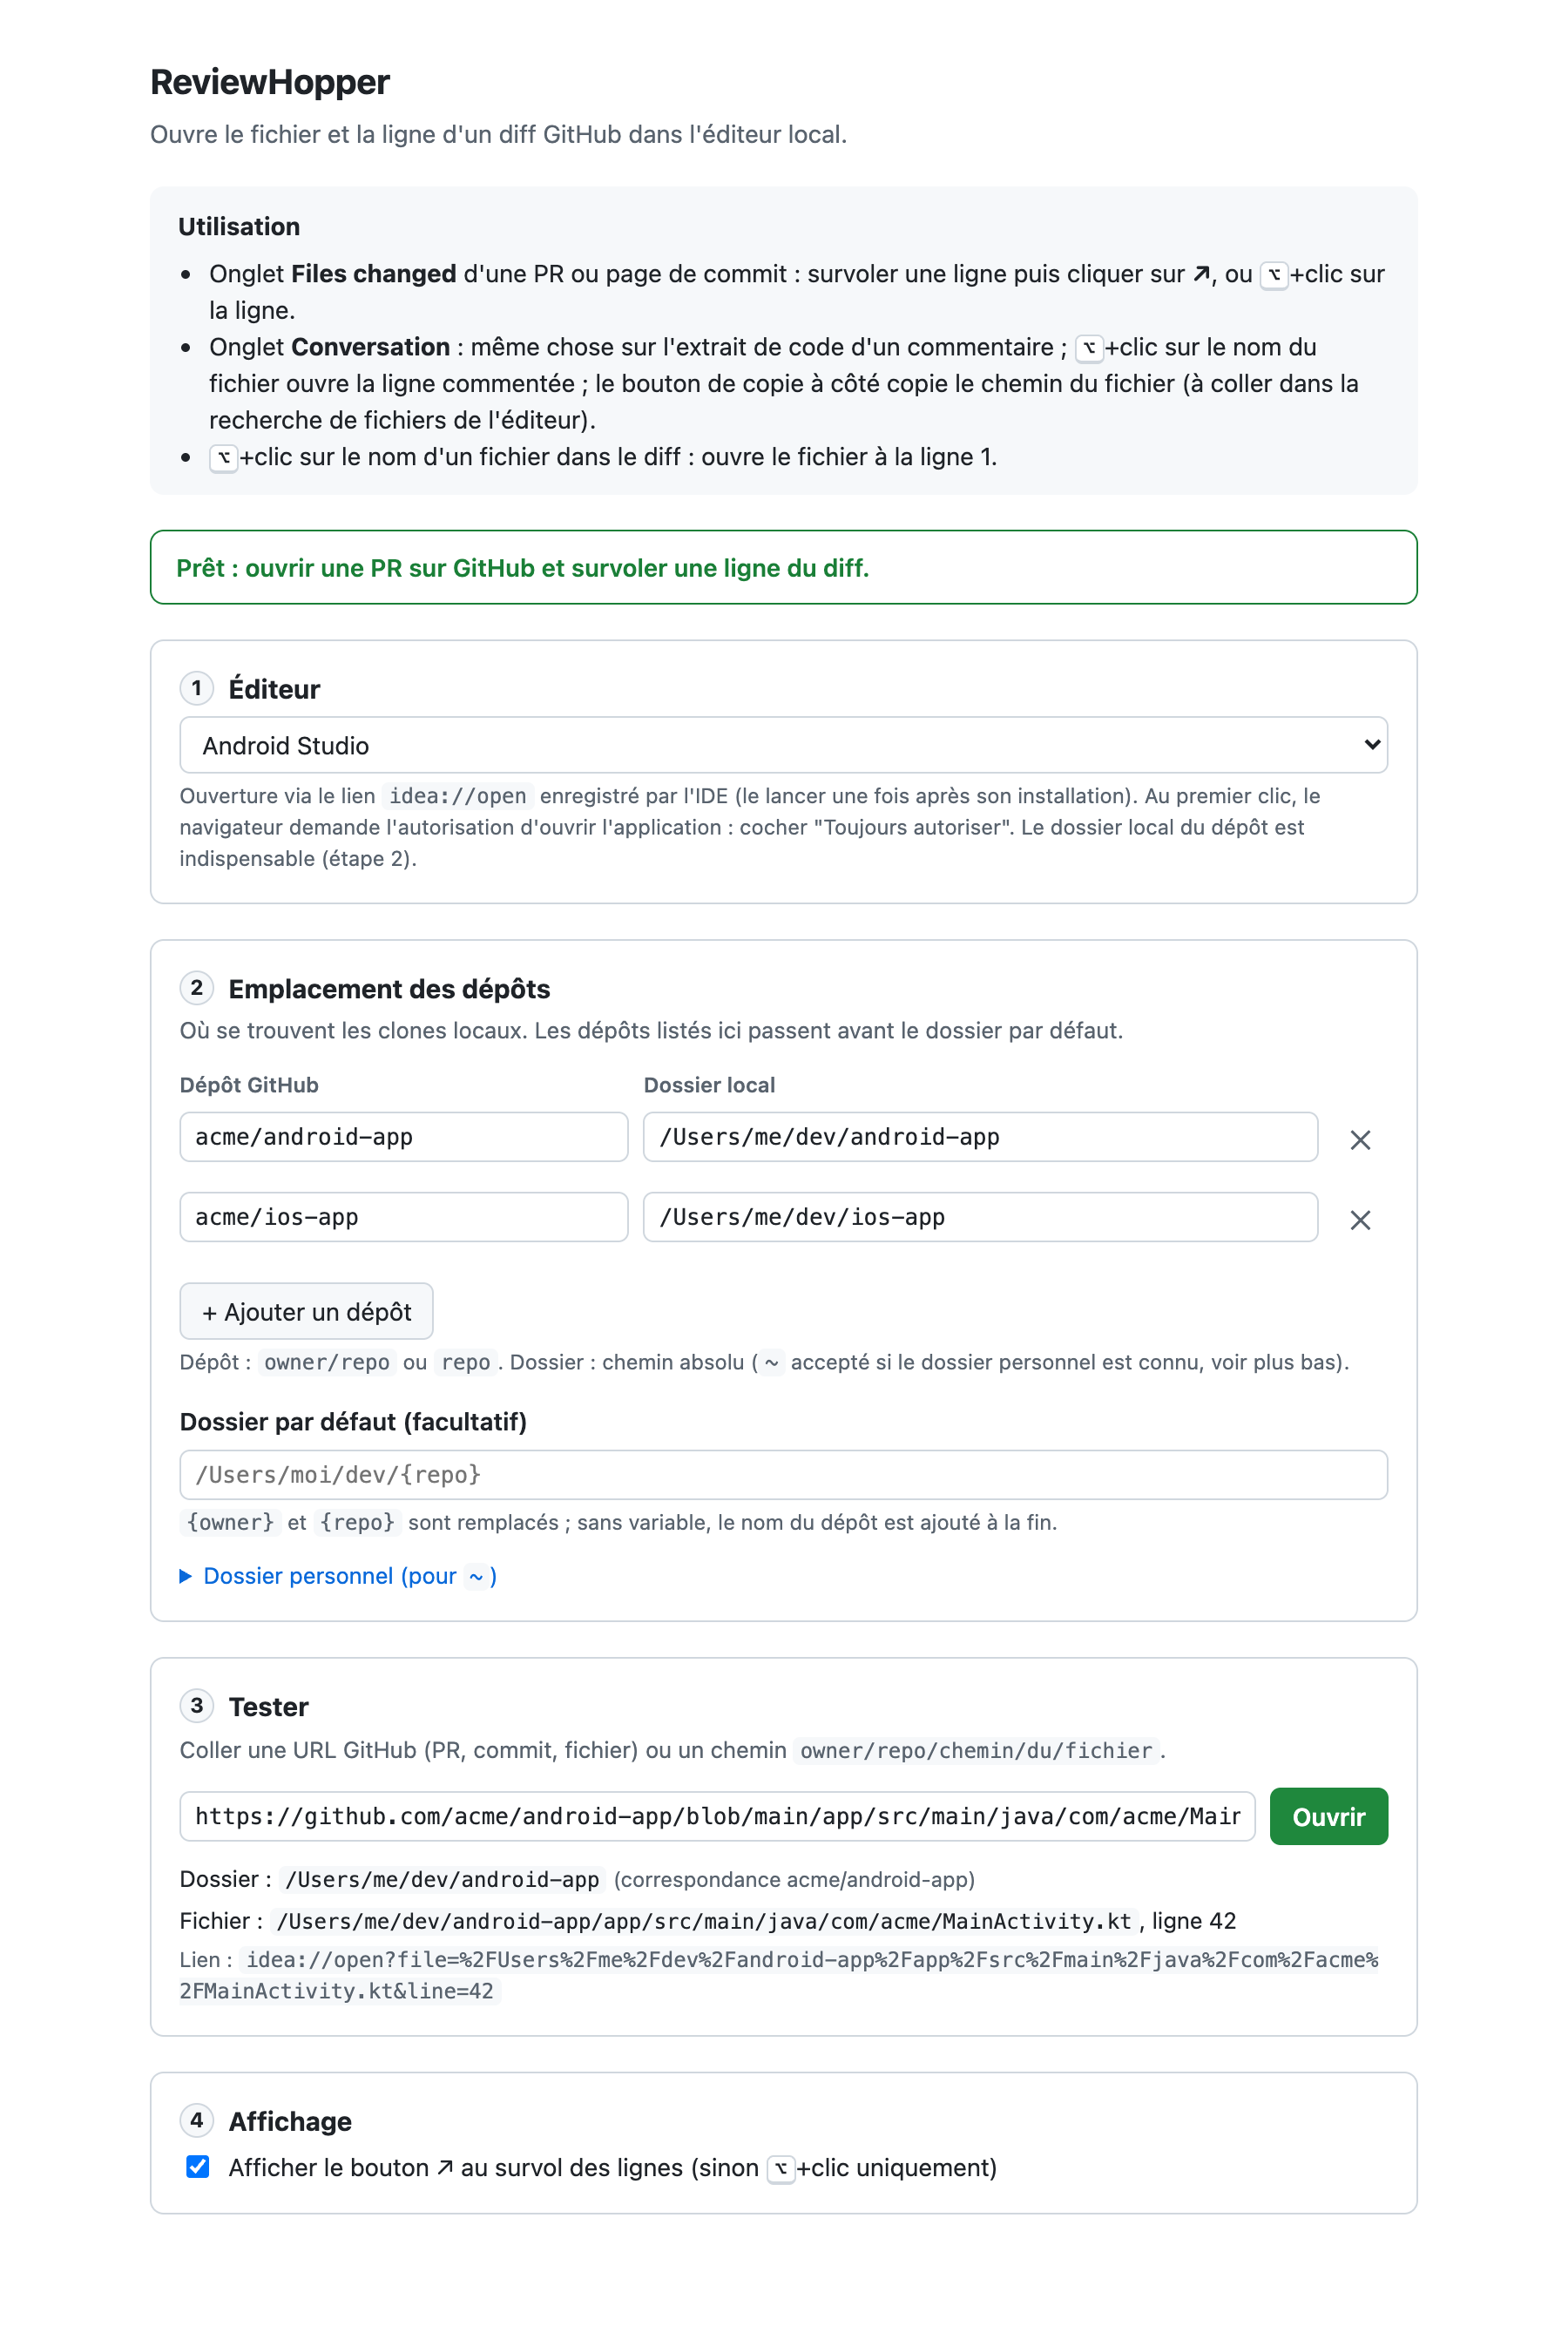 ReviewHopper
Ouvre le fichier et la ligne d'un diff GitHub dans l'éditeur local.
Utilisation
• Onglet Files changed d'une PR ou page de commit : survoler une ligne puis cliquer sur ↗, ou ⌥+clic sur
la ligne.
• Onglet Conversation : même chose sur l'extrait de code d'un commentaire ; ⌥+clic sur le nom du
fichier ouvre la ligne commentée ; le bouton de copie à côté copie le chemin du fichier (à coller dans la
recherche de fichiers de l'éditeur).
• ⌥+clic sur le nom d'un fichier dans le diff : ouvre le fichier à la ligne 1.
Prêt : ouvrir une PR sur GitHub et survoler une ligne du diff.
1 Éditeur
Android Studio
Ouverture via le lien idea://open enregistré par l'IDE (le lancer une fois après son installation). Au premier clic, le
navigateur demande l'autorisation d'ouvrir l'application : cocher "Toujours autoriser". Le dossier local du dépôt est
indispensable (étape 2).
2 Emplacement des dépôts
Où se trouvent les clones locaux. Les dépôts listés ici passent avant le dossier par défaut.
Dépôt GitHub Dossier local
acme/android-app /Users/me/dev/android-app ×
acme/ios-app /Users/me/dev/ios-app ×
+ Ajouter un dépôt
Dépôt : owner/repo ou repo. Dossier : chemin absolu (~ accepté si le dossier personnel est connu, voir plus bas).
Dossier par défaut (facultatif)
/Users/moi/dev/{repo}
{owner} et {repo} sont remplacés ; sans variable, le nom du dépôt est ajouté à la fin.
▶ Dossier personnel (pour ~)
3 Tester
Coller une URL GitHub (PR, commit, fichier) ou un chemin owner/repo/chemin/du/fichier.
https://github.com/acme/android-app/blob/main/app/src/main/java/com/acme/Mair Ouvrir
Dossier : /Users/me/dev/android-app (correspondance acme/android-app)
Fichier : /Users/me/dev/android-app/app/src/main/java/com/acme/MainActivity.kt, ligne 42
Lien : idea://open?file=%2FUsers%2Fme%2Fdev%2Fandroid-app%2Fapp%2Fsrc%2Fmain%2Fjava%2Fcom%2Facme%
2FMainActivity.kt&line=42
4 Affichage
Afficher le bouton ↗ au survol des lignes (sinon ⌥+clic uniquement)